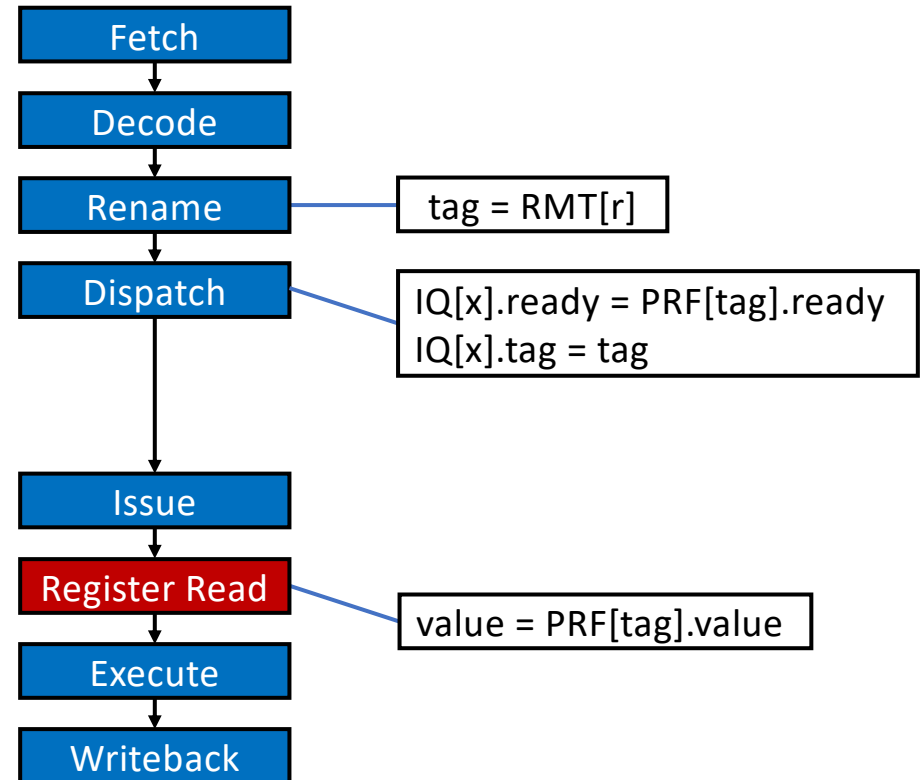 Fetch
Decode
Rename
tag = RMT[r]
Dispatch
IQ[x].ready = PRF[tag].ready
IQ[x].tag = tag
Issue
Register Read
value = PRF[tag].value
Execute
Writeback